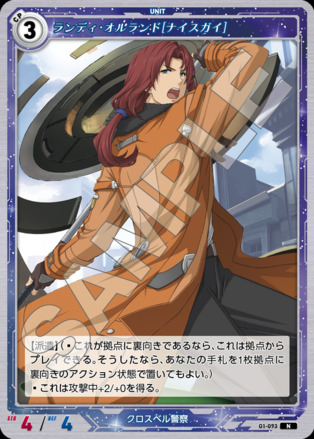 UNIT
C.P
3
ランディ・オルランド[ナイスガイ]
SAMPLE
[派遣](•これが拠点に裏向きであるなら、これは拠点から
プレイできる。そうしたなら、あなたの手札を1枚拠点に
裏向きのアクション状態で置いてもよい。)
•これは攻撃中+2/+0を得る。
ATK 4 / DEF 4
クロスベル警察
01-093 N